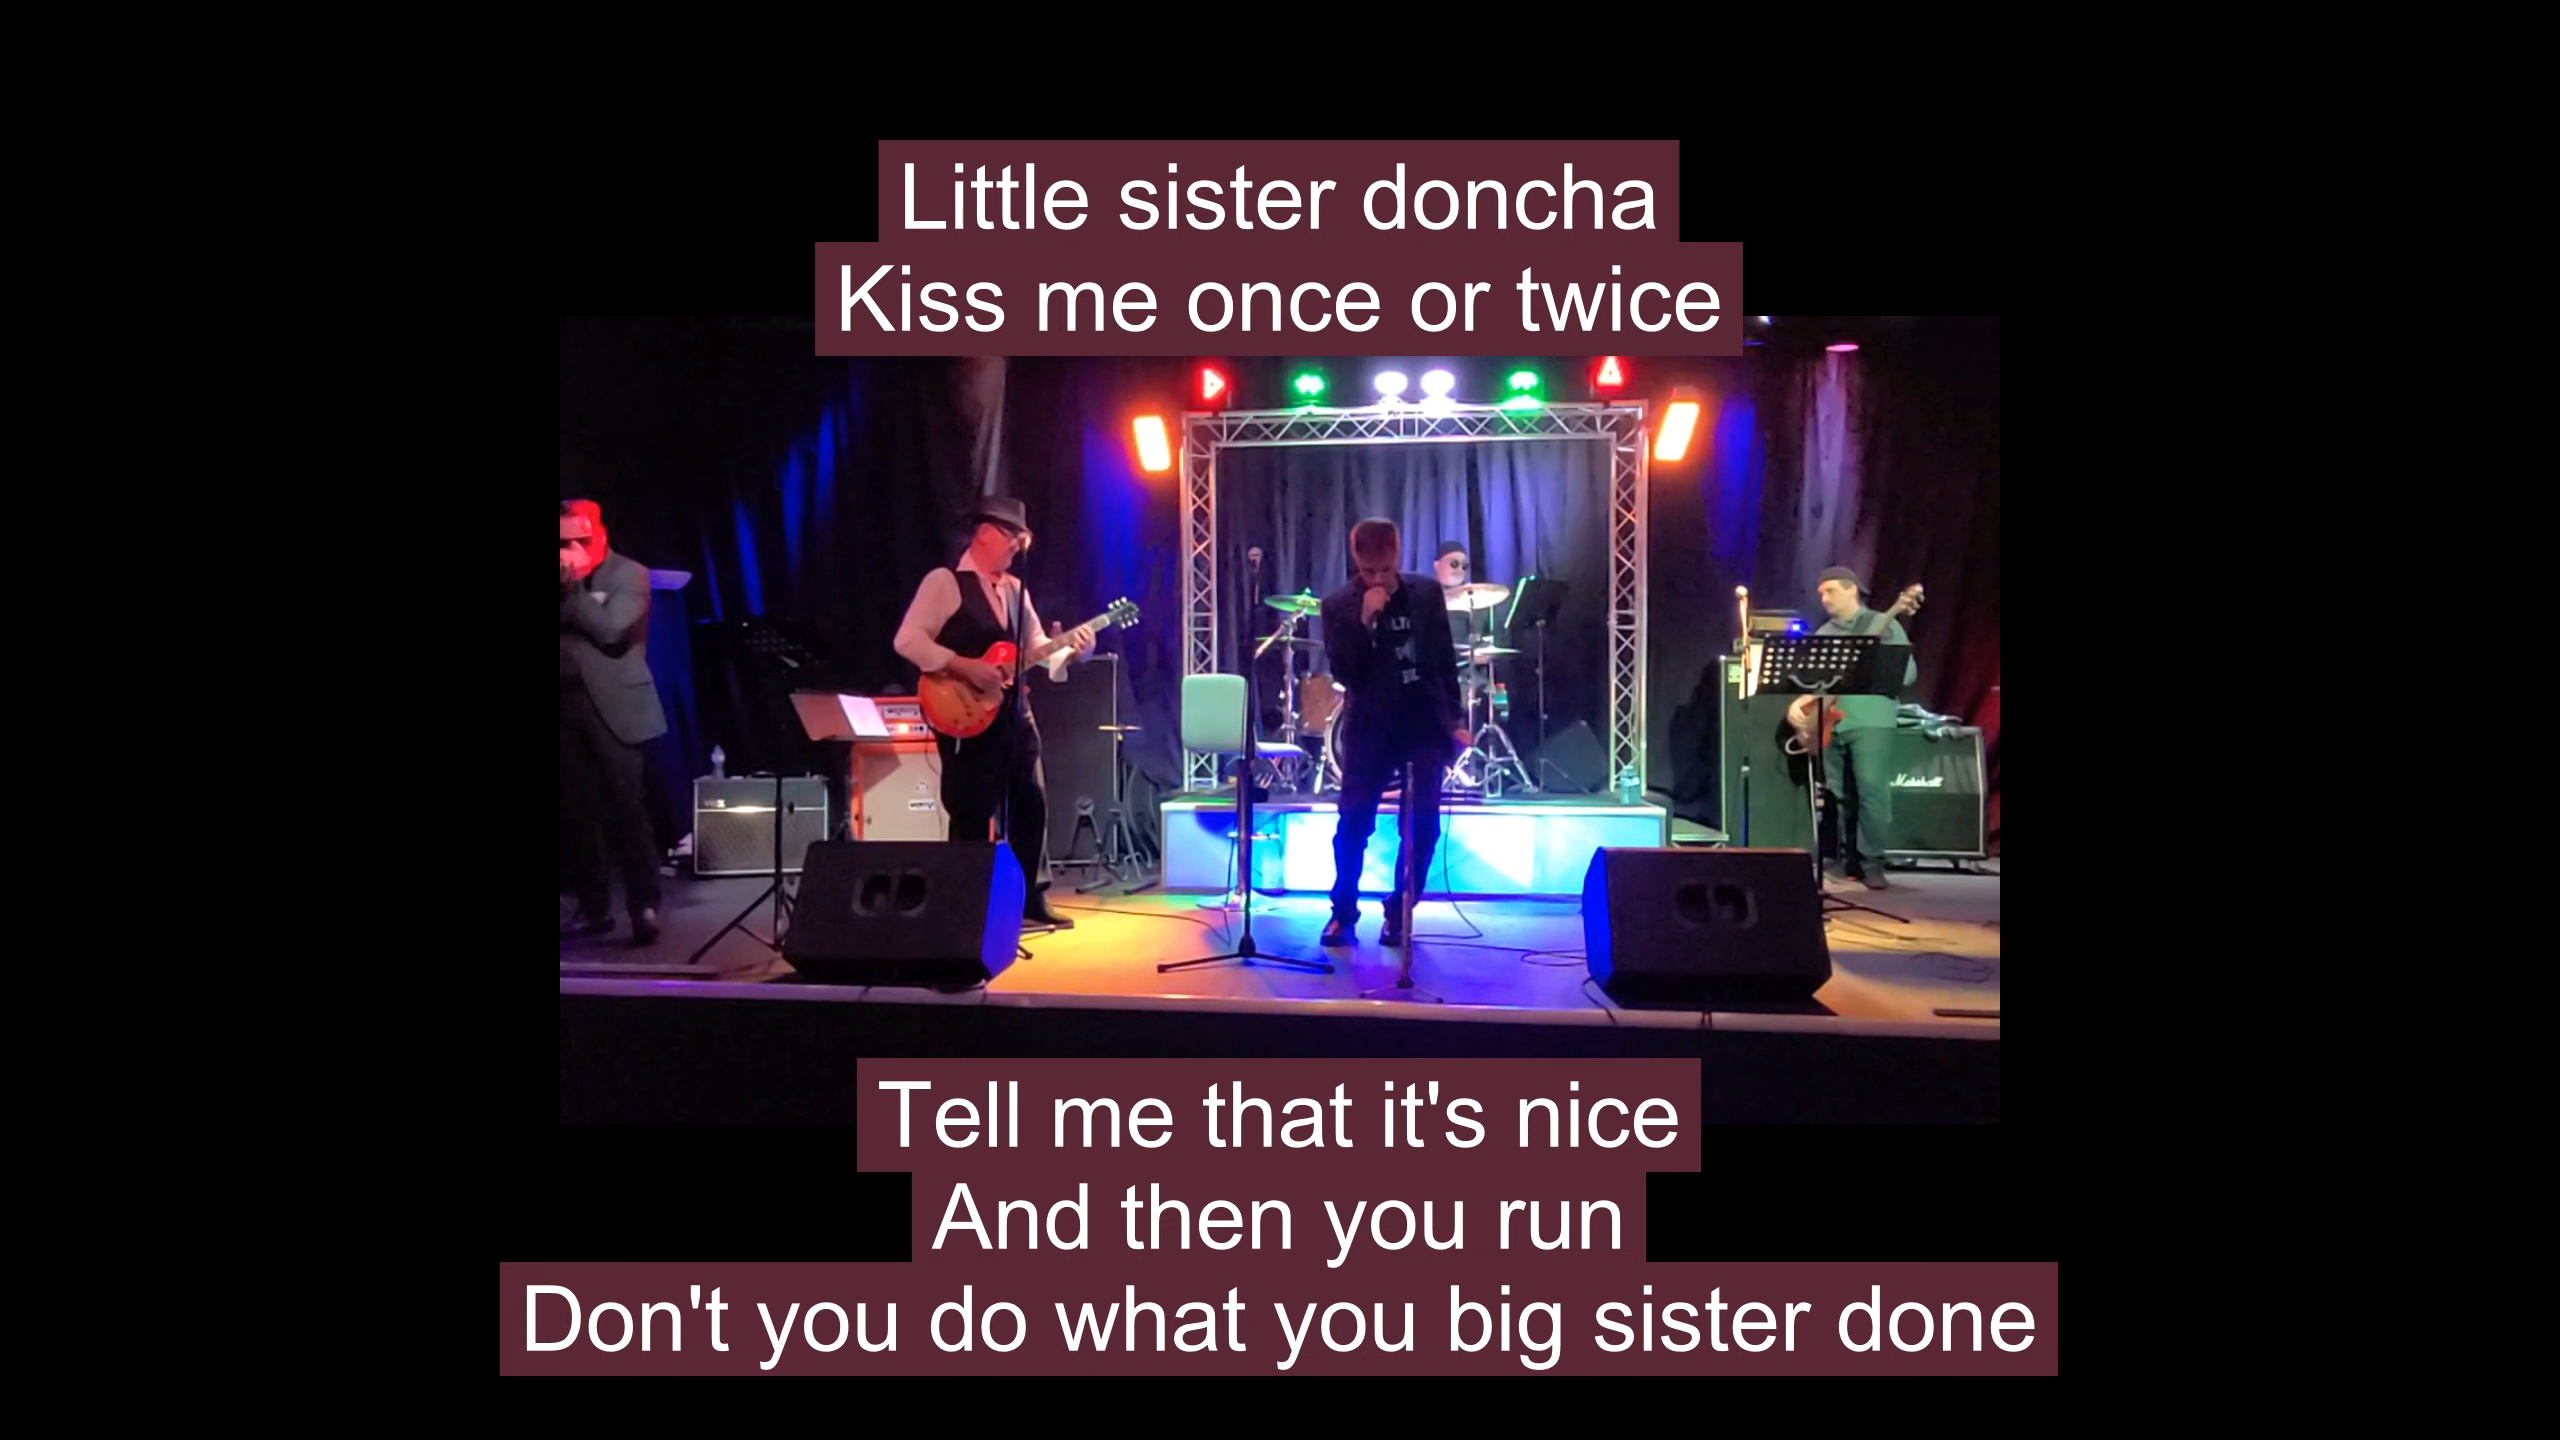 Little sister doncha
Kiss me once or twice
Marshall
Tell me that it's nice
And then you run
Don't you do what you big sister done